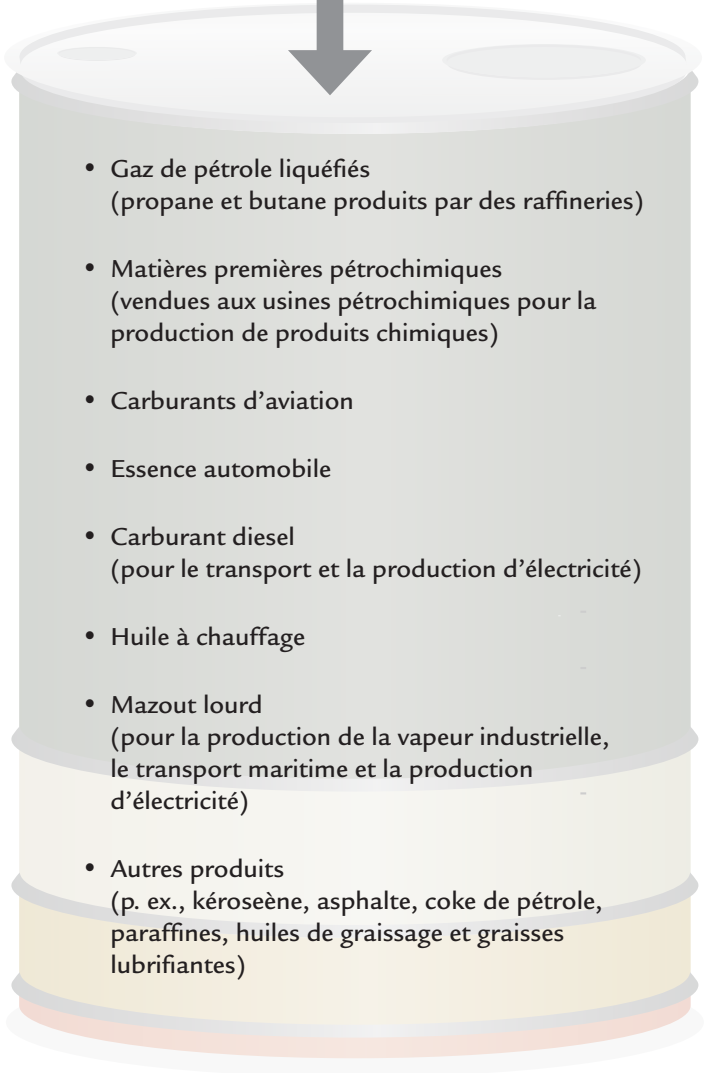 • Gaz de pétrole liquéfiés
(propane et butane produits par des raffineries)
• Matières premières pétrochimiques
(vendues aux usines pétrochimiques pour la
production de produits chimiques)
• Carburants d’aviation
• Essence automobile
• Carburant diesel
(pour le transport et la production d’électricité)
• Huile à chauffage
• Mazout lourd
(pour la production de la vapeur industrielle,
le transport maritime et la production
d’électricité)
• Autres produits
(p. ex., kéroseène, asphalte, coke de pétrole,
paraffines, huiles de graissage et graisses
lubrifiantes)